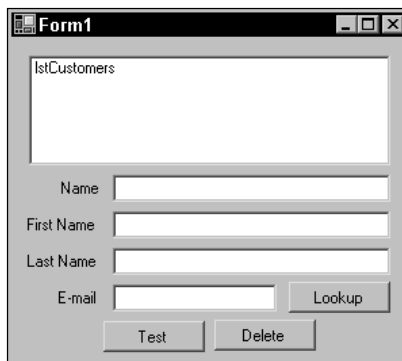 Form1
lstCustomers
Name
First Name
Last Name
E-mail Lookup
Test Delete